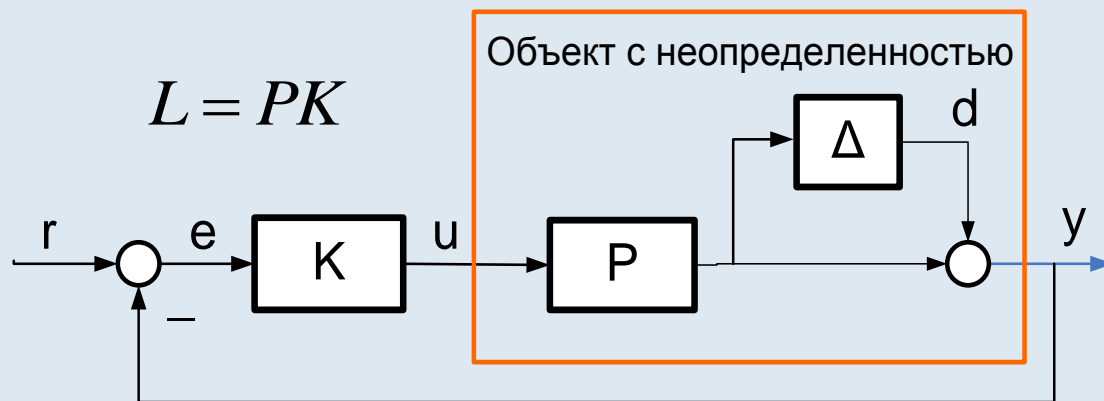 Объект с неопределенностью
L = PK
d
Δ
r
e
u
y
K
P
–